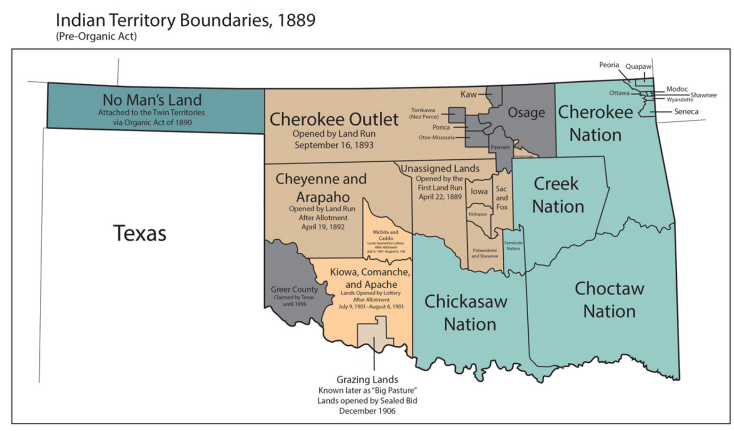 Indian Territory Boundaries, 1889
(Pre-Organic Act)
No Man's Land
Attached to the Twin Territories
via Organic Act of 1890
Cherokee Outlet
Opened by Land Run
September 16, 1893
Kaw
Tonkawa
(Nez Perce)
Ponca
Otoe-Missouria
Osage
Pawnee
Cherokee
Nation
Peoria
Quapaw
Ottawa
Modoc
Shawnee
Wyandotte
Seneca
Cheyenne and
Arapaho
Opened by Land Run
After Allotment
April 19, 1892
Unassigned Lands
Opened by the
First Land Run
April 22, 1889
Iowa
Sac
and
Fox
Kickapoo
Potawatomi
and Shawnee
Seminole
Nation
Creek
Nation
Texas
Wichita and
Caddo
Lands Opened by Lottery
After Allotment
Greer County
Claimed by Texas
until 1896
Kiowa, Comanche,
and Apache
Lands Opened by Lottery
After Allotment
July 9, 1901-August 6, 1901
Chickasaw
Nation
Choctaw
Nation
Grazing Lands
Known later as "Big Pasture"
Lands opened by Sealed Bid
December 1906